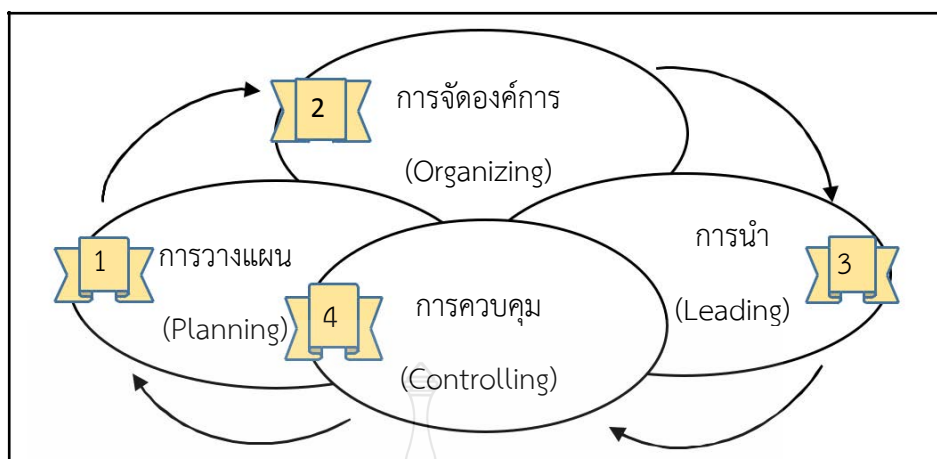 1
การวางแผน
(Planning)
2
การจัดองค์การ
(Organizing)
3
การนำ
(Leading)
4
การควบคุม
(Controlling)